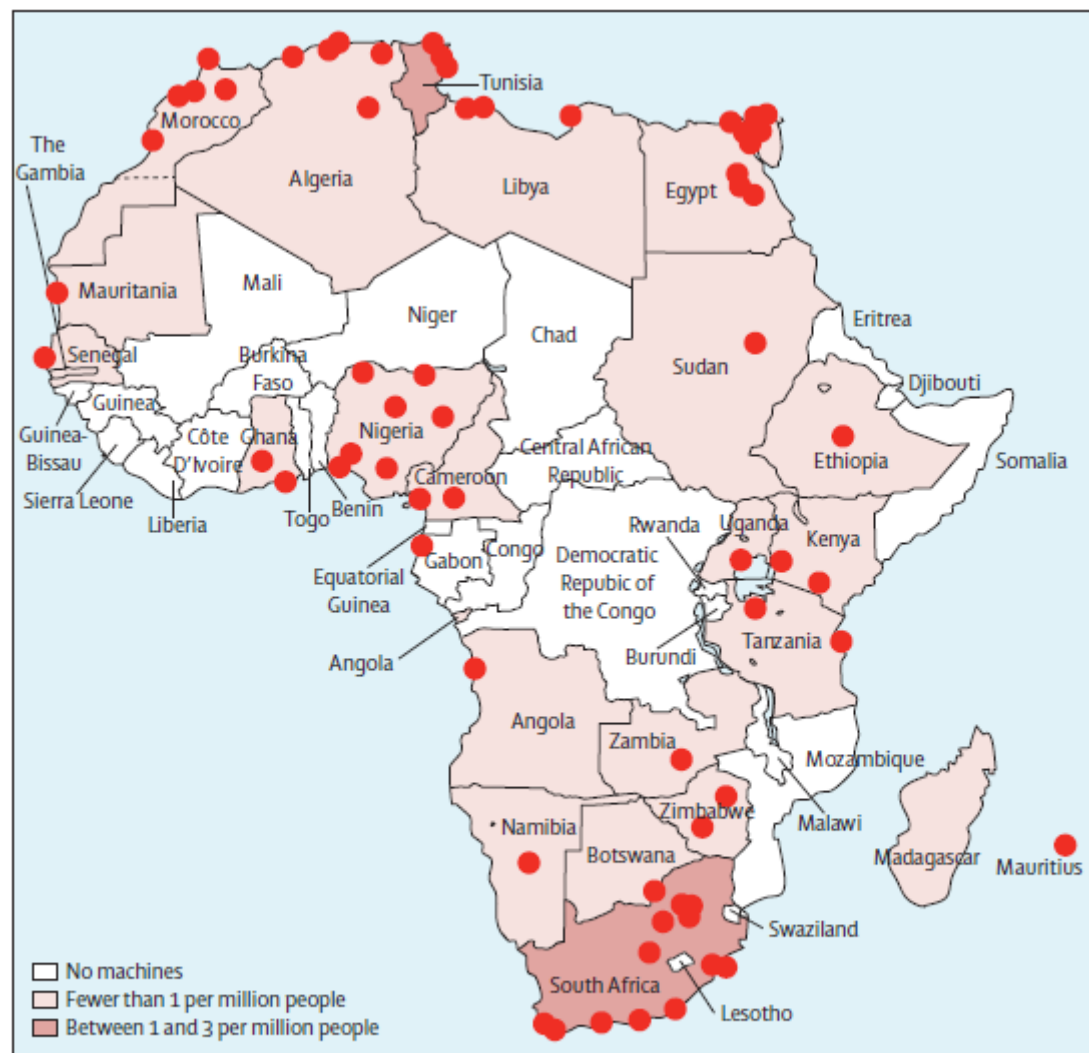 Tunisia
Morocco
The
Gambia
Algeria
Libya
Egypt
Mauritania
Mali
Niger
Chad
Eritrea
Senegal
Burkina
Faso
Sudan
Djibouti
Guinea
Guinea-
Bissau
Côte
D'Ivoire
Ghana
Nigeria
Central African
Republic
Ethiopia
Somalia
Sierra Leone
Cameroon
Liberia
Togo
Benin
Rwanda
Uganda
Kenya
Equatorial
Guinea
Gabon
Congo
Democratic
Repubic of
the Congo
Angola
Burundi
Tanzania
Angola
Zambia
Mozambique
Zimbabwe
Malawi
Namibia
Botswana
Madagascar
Mauritius
Swaziland
South Africa
Lesotho
No machines
Fewer than 1 per million people
Between 1 and 3 per million people